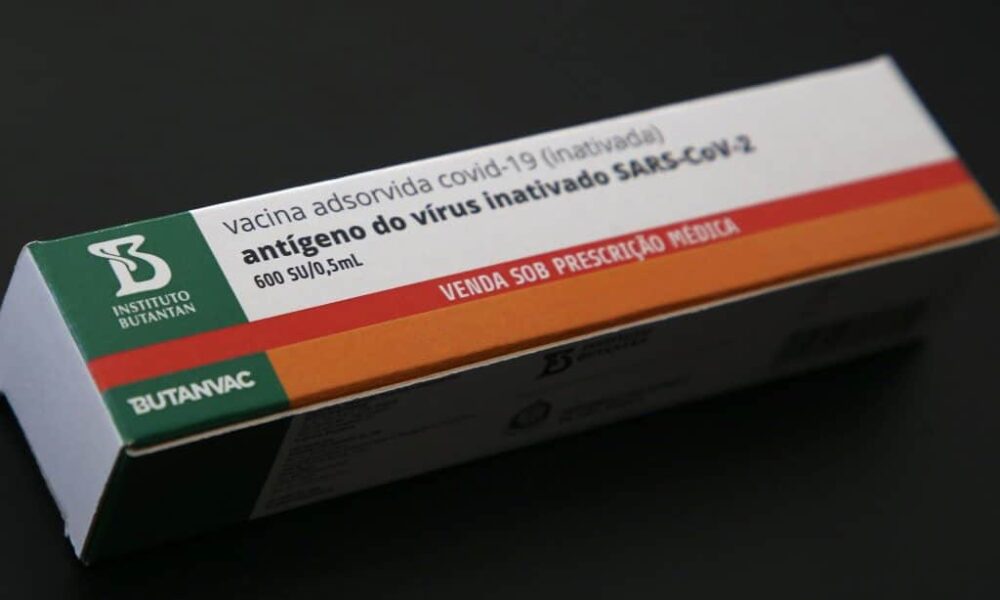 vacina adsorvida covid-19 (inativada)
antígeno do vírus inativado SARS-CoV-2
600 SU/0,5mL
INSTITUTO
BUTANTAN
VENDA SOB PRESCRIÇÃO MÉDICA
BUTANVAC
BUTANTAN